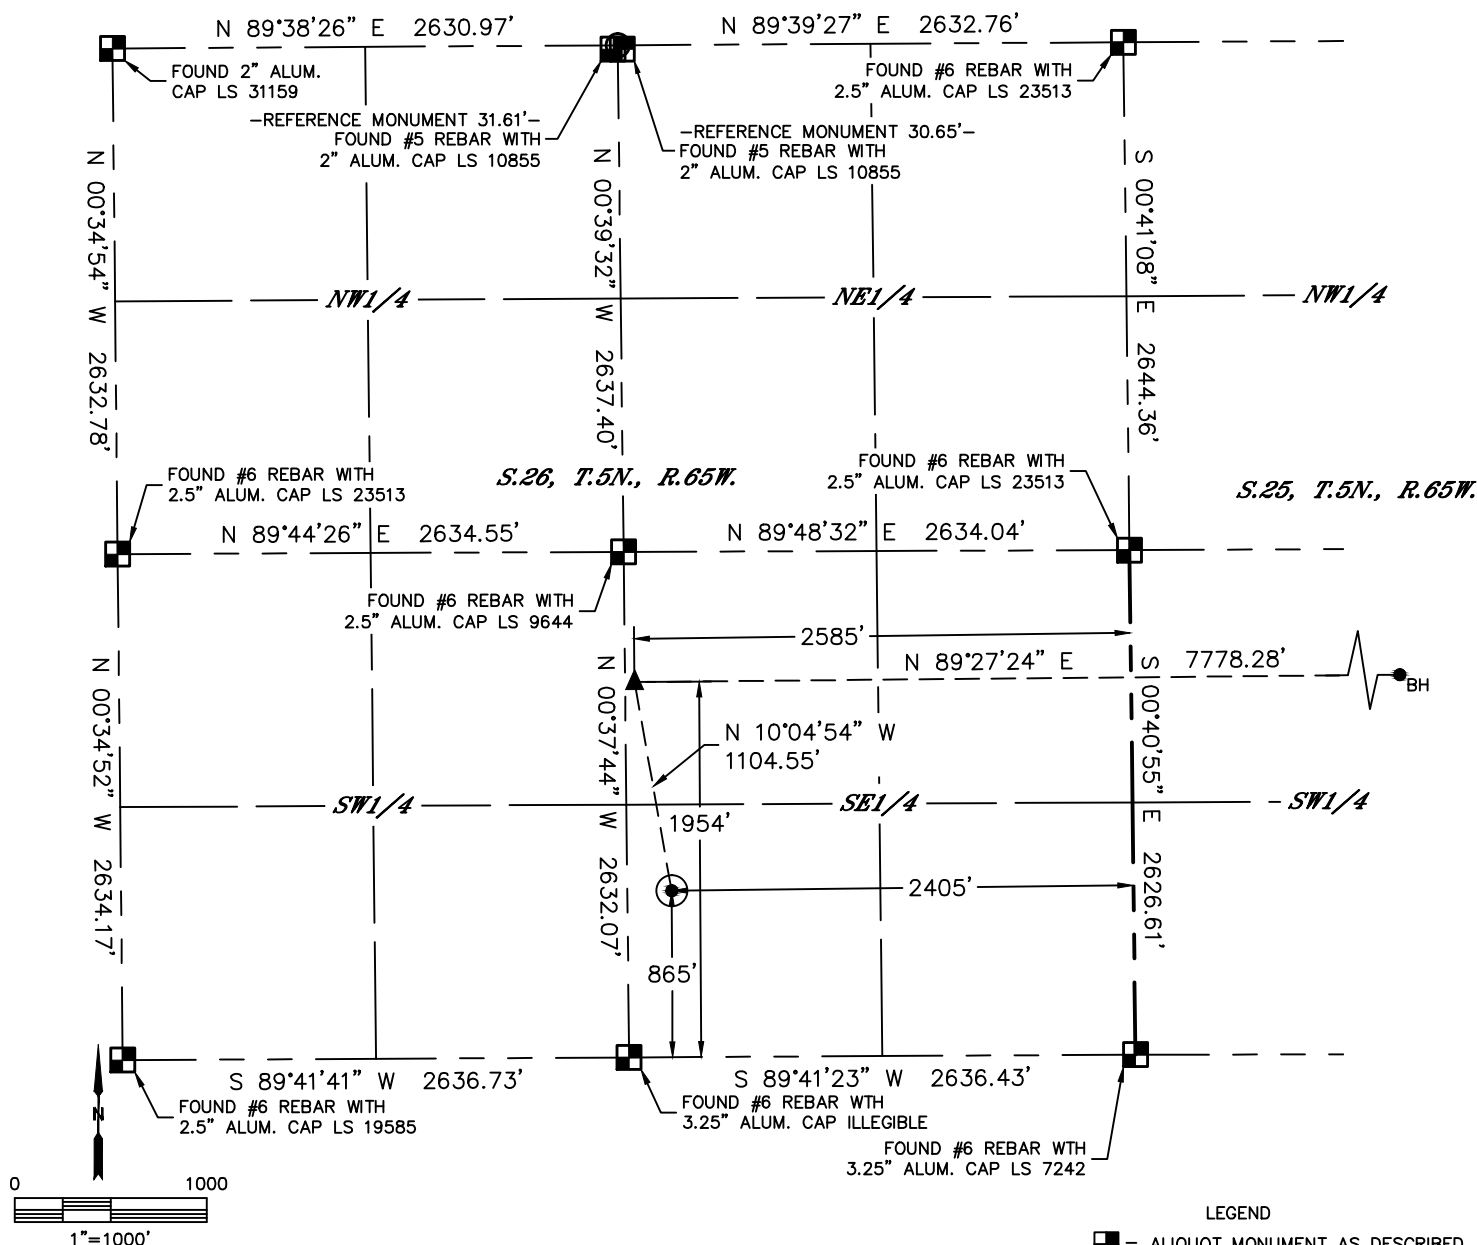 N 89°38'26" E 2630.97'
N 89°39'27" E 2632.76'
FOUND 2" ALUM.
CAP LS 31159
FOUND #6 REBAR WITH
2.5" ALUM. CAP LS 23513
-REFERENCE MONUMENT 31.61'-
FOUND #5 REBAR WITH
2" ALUM. CAP LS 10855
-REFERENCE MONUMENT 30.65'-
FOUND #5 REBAR WITH
2" ALUM. CAP LS 10855
N 00°34'54" W 2632.78'
N 00°39'32" W 2637.40'
S 00°41'08" E 2644.36'
NW1/4
NE1/4
NW1/4
FOUND #6 REBAR WITH
2.5" ALUM. CAP LS 23513
S.26, T.5N., R.65W.
FOUND #6 REBAR WITH
2.5" ALUM. CAP LS 23513
S.25, T.5N., R.65W.
N 89°44'26" E 2634.55'
N 89°48'32" E 2634.04'
FOUND #6 REBAR WITH
2.5" ALUM. CAP LS 9644
2585'
N 89°27'24" E 7778.28'
BH
N 00°34'52" W 2634.17'
N 00°37'44" W 2632.07'
S 00°40'55" E 2626.61'
N 10°04'54" W
1104.55'
SW1/4
SE1/4
SW1/4
1954'
2405'
865'
S 89°41'41" W 2636.73'
S 89°41'23" W 2636.43'
FOUND #6 REBAR WITH
2.5" ALUM. CAP LS 19585
FOUND #6 REBAR WTH
3.25" ALUM. CAP ILLEGIBLE
FOUND #6 REBAR WTH
3.25" ALUM. CAP LS 7242
N
0 1000
1"=1000'
LEGEND
- ALIQUOT MONUMENT AS DESCRIBED